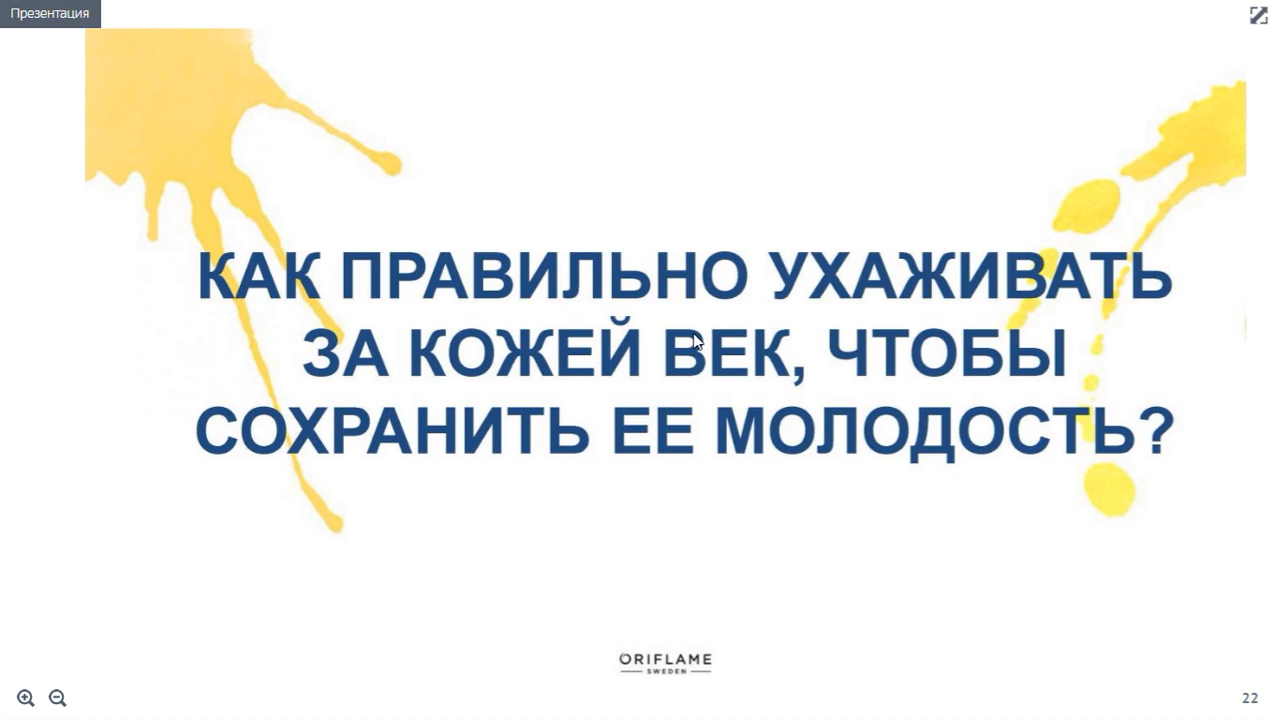 Презентация
КАК ПРАВИЛЬНО УХАЖИВАТЬ
ЗА КОЖЕЙ ВЕК, ЧТОБЫ
СОХРАНИТЬ ЕЕ МОЛОДОСТЬ?
ORIFLAME
SWEDEN
22